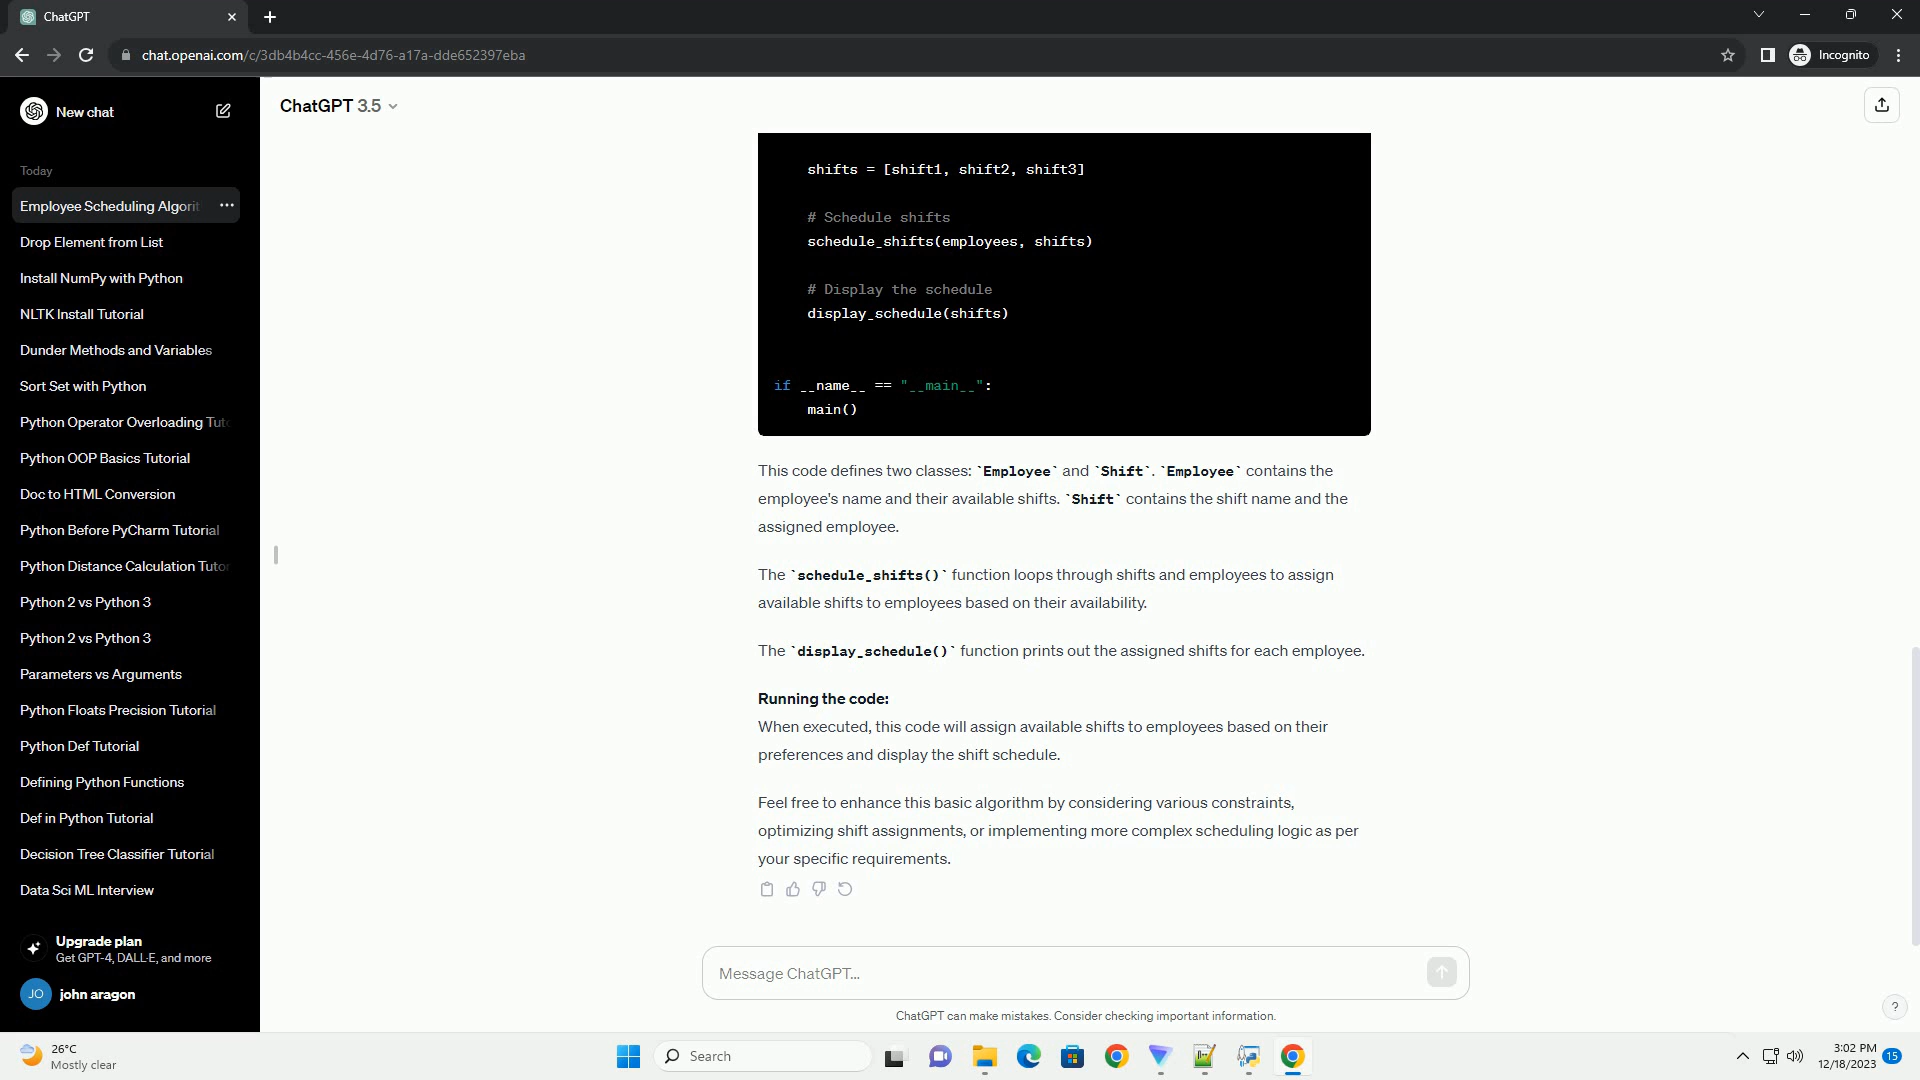 ChatGPT
chat.openai.com/c/3db4b4cc-456e-4d76-a17a-dde652397eba
Incognito
New chat
ChatGPT 3.5
Today
Employee Scheduling Algorit
Drop Element from List
Install NumPy with Python
NLTK Install Tutorial
Dunder Methods and Variables
Sort Set with Python
Python Operator Overloading Tut
Python OOP Basics Tutorial
Doc to HTML Conversion
Python Before PyCharm Tutorial
Python Distance Calculation Tutor
Python 2 vs Python 3
Python 2 vs Python 3
Parameters vs Arguments
Python Floats Precision Tutorial
Python Def Tutorial
Defining Python Functions
Def in Python Tutorial
Decision Tree Classifier Tutorial
Data Sci ML Interview
Upgrade plan
Get GPT-4, DALL·E, and more
JO john aragon
shifts = [shift1, shift2, shift3]
# Schedule shifts
schedule_shifts(employees, shifts)
# Display the schedule
display_schedule(shifts)
if __name__ == "__main__":
main()
This code defines two classes: `Employee` and `Shift`. `Employee` contains the
employee's name and their available shifts. `Shift` contains the shift name and the
assigned employee.
The `schedule_shifts()` function loops through shifts and employees to assign
available shifts to employees based on their availability.
The `display_schedule()` function prints out the assigned shifts for each employee.
Running the code:
When executed, this code will assign available shifts to employees based on their
preferences and display the shift schedule.
Feel free to enhance this basic algorithm by considering various constraints,
optimizing shift assignments, or implementing more complex scheduling logic as per
your specific requirements.
Message ChatGPT...
ChatGPT can make mistakes. Consider checking important information.
?
26°C
Mostly clear
Search
3:02 PM
12/18/2023
15